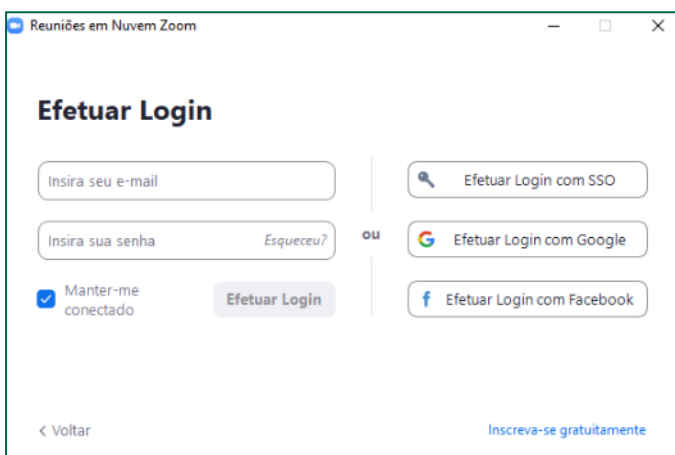 Reuniões em Nuvem Zoom
Efetuar Login
Insira seu e-mail
Insira sua senha Esqueceu?
Manter-me
conectado
Efetuar Login
ou
Efetuar Login com SSO
Efetuar Login com Google
Efetuar Login com Facebook
< Voltar
Inscreva-se gratuitamente